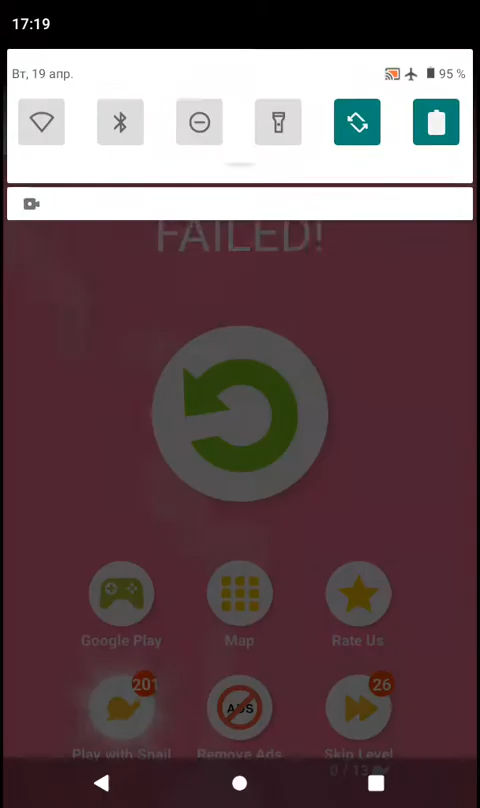 17:19
Вт, 19 апр.
95 %
FAILED!
Google Play
Map
Rate Us
201
ADS
26
Play with Snail
Remove Ads
Skip Level
0 / 13